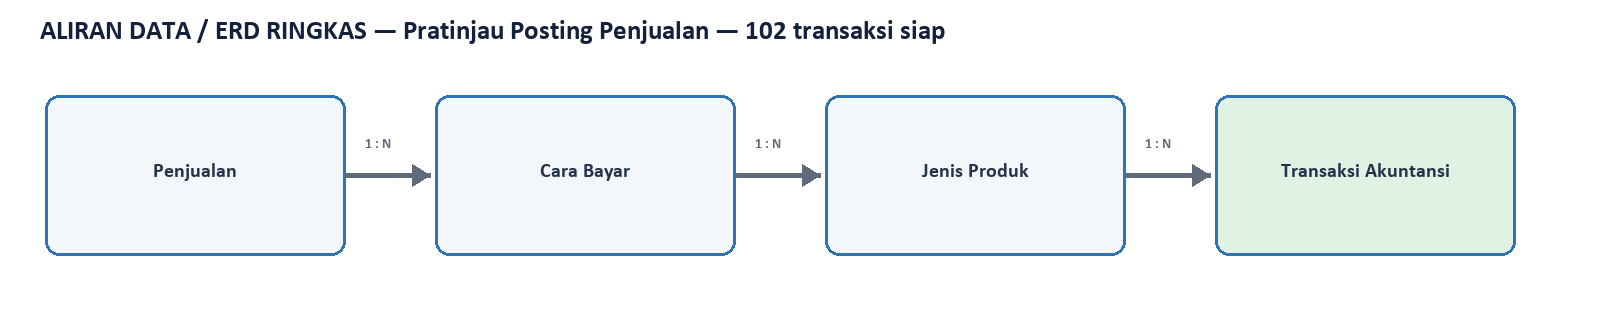 ALIRAN DATA / ERD RINGKAS — Pratinjau Posting Penjualan — 102 transaksi siap
1 : N
1 : N
1 : N
Penjualan
Cara Bayar
Jenis Produk
Transaksi Akuntansi